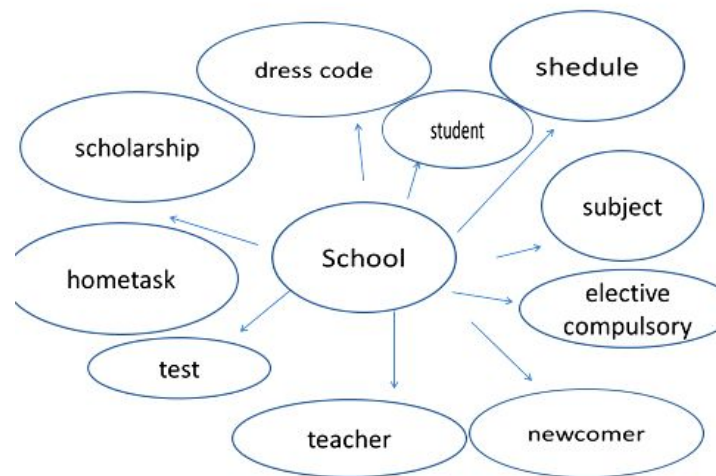 dress code
shedule
student
scholarship
subject
School
hometask
elective
compulsory
test
teacher
newcomer